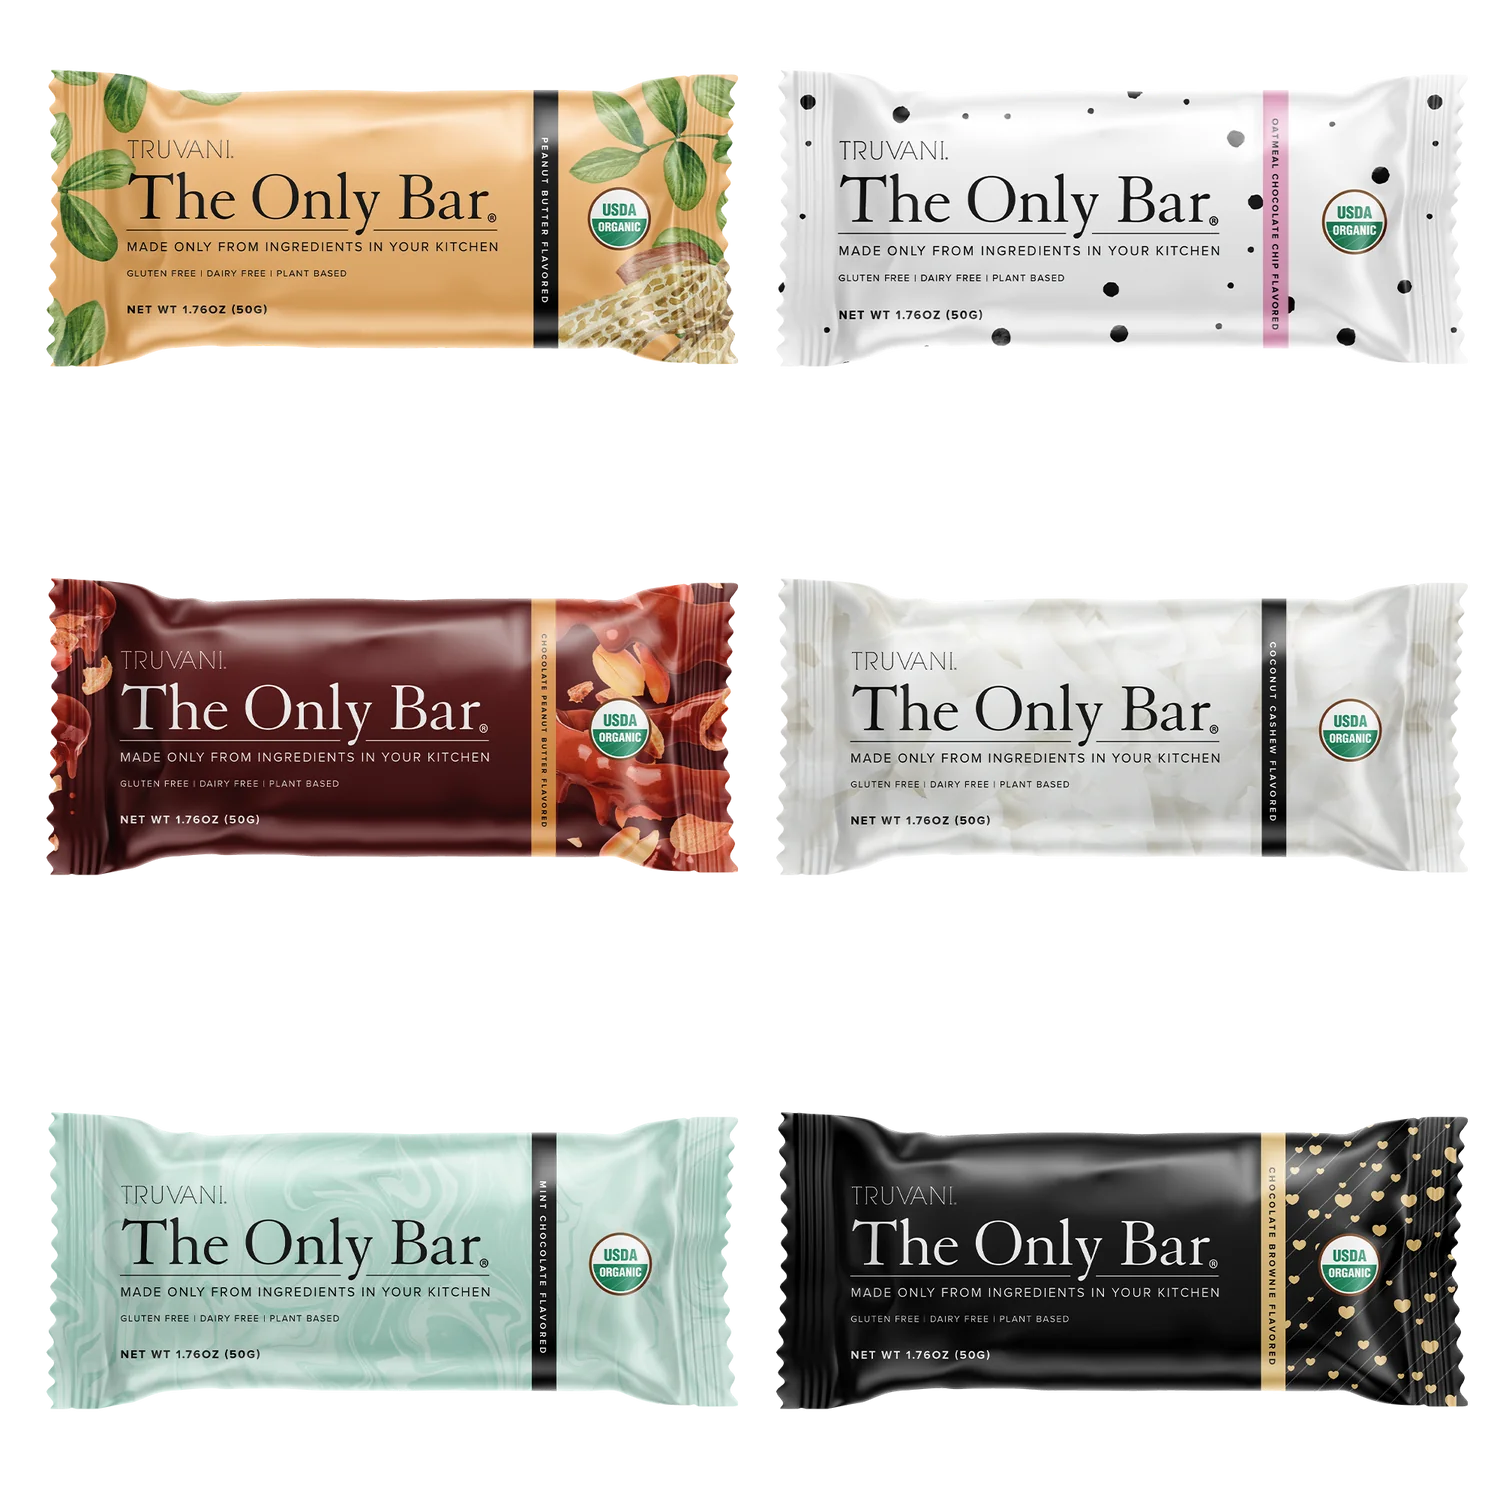 TRUVANI.
The Only Bar®
MADE ONLY FROM INGREDIENTS IN YOUR KITCHEN
GLUTEN FREE | DAIRY FREE | PLANT BASED
NET WT 1.76OZ (50G)
PEANUT BUTTER FLAVORED
USDA
ORGANIC
TRUVANI.
The Only Bar®
MADE ONLY FROM INGREDIENTS IN YOUR KITCHEN
GLUTEN FREE | DAIRY FREE | PLANT BASED
NET WT 1.76OZ (50G)
OATMEAL CHOCOLATE CHIP FLAVORED
USDA
ORGANIC
TRUVANI.
The Only Bar®
MADE ONLY FROM INGREDIENTS IN YOUR KITCHEN
GLUTEN FREE | DAIRY FREE | PLANT BASED
NET WT 1.76OZ (50G)
CHOCOLATE PEANUT BUTTER FLAVORED
USDA
ORGANIC
TRUVANI.
The Only Bar®
MADE ONLY FROM INGREDIENTS IN YOUR KITCHEN
GLUTEN FREE | DAIRY FREE | PLANT BASED
NET WT 1.76OZ (50G)
COCONUT CASHEW FLAVORED
USDA
ORGANIC
TRUVANI.
The Only Bar®
MADE ONLY FROM INGREDIENTS IN YOUR KITCHEN
GLUTEN FREE | DAIRY FREE | PLANT BASED
NET WT 1.76OZ (50G)
MINT CHOCOLATE FLAVORED
USDA
ORGANIC
TRUVANI.
The Only Bar®
MADE ONLY FROM INGREDIENTS IN YOUR KITCHEN
GLUTEN FREE | DAIRY FREE | PLANT BASED
NET WT 1.76OZ (50G)
CHOCOLATE BROWNIE FLAVORED
USDA
ORGANIC